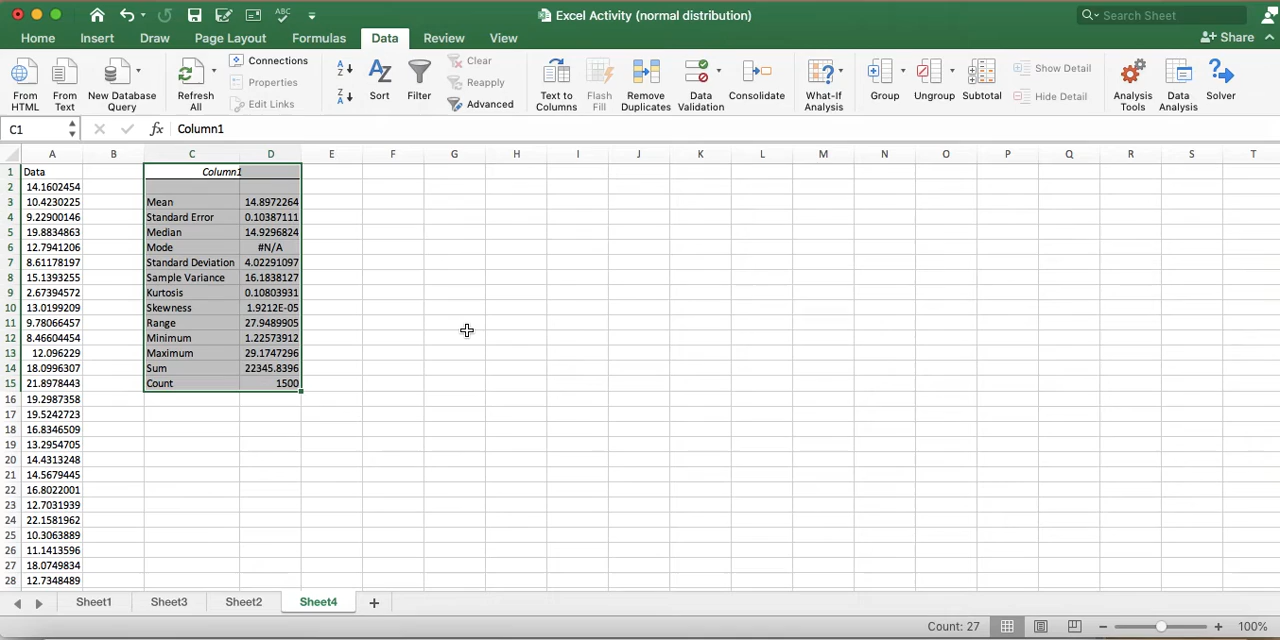 Excel Activity (normal distribution)
Search Sheet
Home Insert Draw Page Layout Formulas Data Review View
Share
From HTML
From Text
New Database Query
Refresh All
Connections
Properties
Edit Links
Sort
Filter
Clear
Reapply
Advanced
Text to Columns
Flash Fill
Remove Duplicates
Data Validation
Consolidate
What-If Analysis
Group
Ungroup
Subtotal
Show Detail
Hide Detail
Analysis Tools
Data Analysis
Solver
C1 fx Column1
A B C D E F G H I J K L M N O P Q R S T
1 Data Column1
2 14.1602454
3 10.4230225 Mean 14.8972264
4 9.22900146 Standard Error 0.10387111
5 19.8834863 Median 14.9296824
6 12.7941206 Mode #N/A
7 8.61178197 Standard Deviation 4.02291097
8 15.1393255 Sample Variance 16.1838127
9 2.67394572 Kurtosis 0.10803931
10 13.0199209 Skewness 1.9212E-05
11 9.78066457 Range 27.9489905
12 8.46604454 Minimum 1.22573912
13 12.096229 Maximum 29.1747296
14 18.0996307 Sum 22345.8396
15 21.8978443 Count 1500
16 19.2987358
17 19.5242723
18 16.8346509
19 13.2954705
20 14.4313248
21 14.5679445
22 16.8022001
23 12.7031939
24 22.1581962
25 10.3063889
26 11.1413596
27 18.0749834
28 12.7348489
Sheet1 Sheet3 Sheet2 Sheet4 +
Count: 27 100%